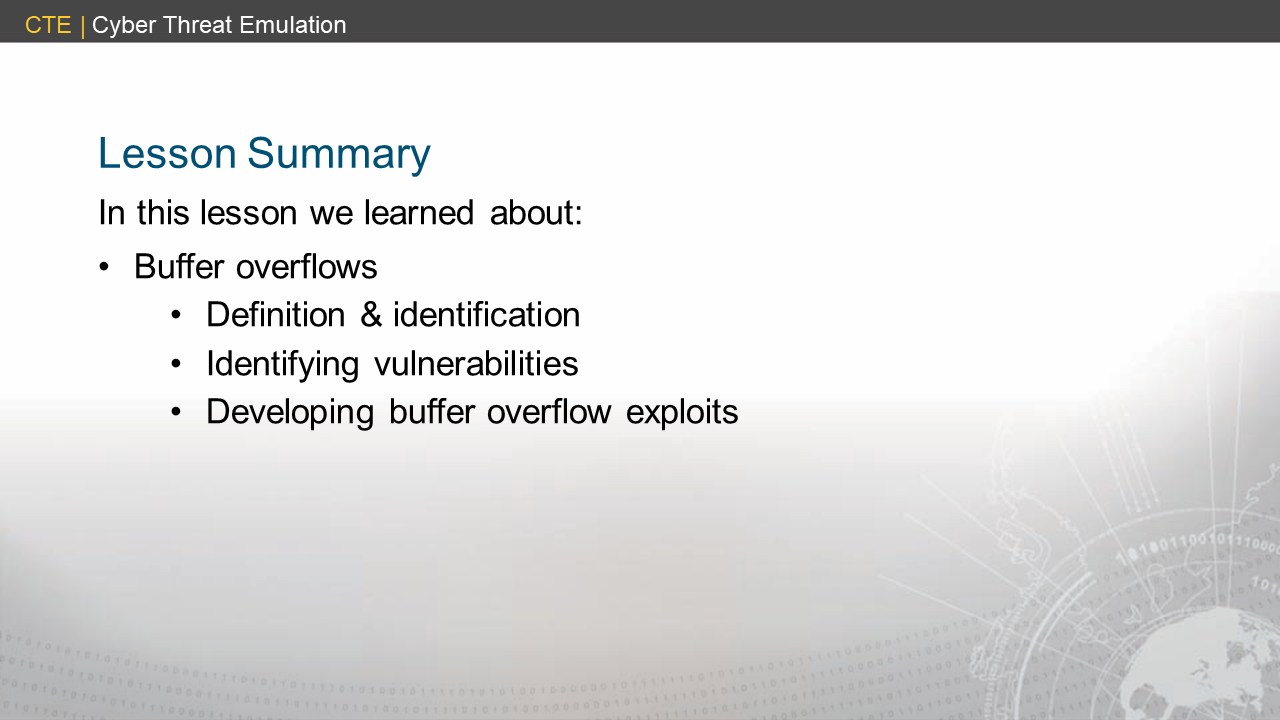 CTE | Cyber Threat Emulation
Lesson Summary
In this lesson we learned about:
• Buffer overflows
• Definition & identification
• Identifying vulnerabilities
• Developing buffer overflow exploits